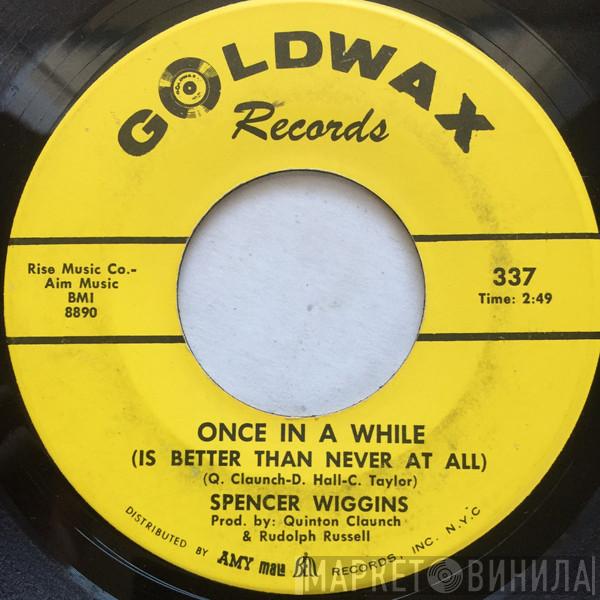 GOLDWAX
Records
Rise Music Co.-
Aim Music
BMI
8890
337
Time: 2:49
ONCE IN A WHILE
(IS BETTER THAN NEVER AT ALL)
(Q. Claunch-D. Hall-C. Taylor)
SPENCER WIGGINS
Prod. by: Quinton Claunch
& Rudolph Russell
DISTRIBUTED BY AMY mala BELL RECORDS, INC. N.Y.C
МАРКЕТ ВИНИЛА